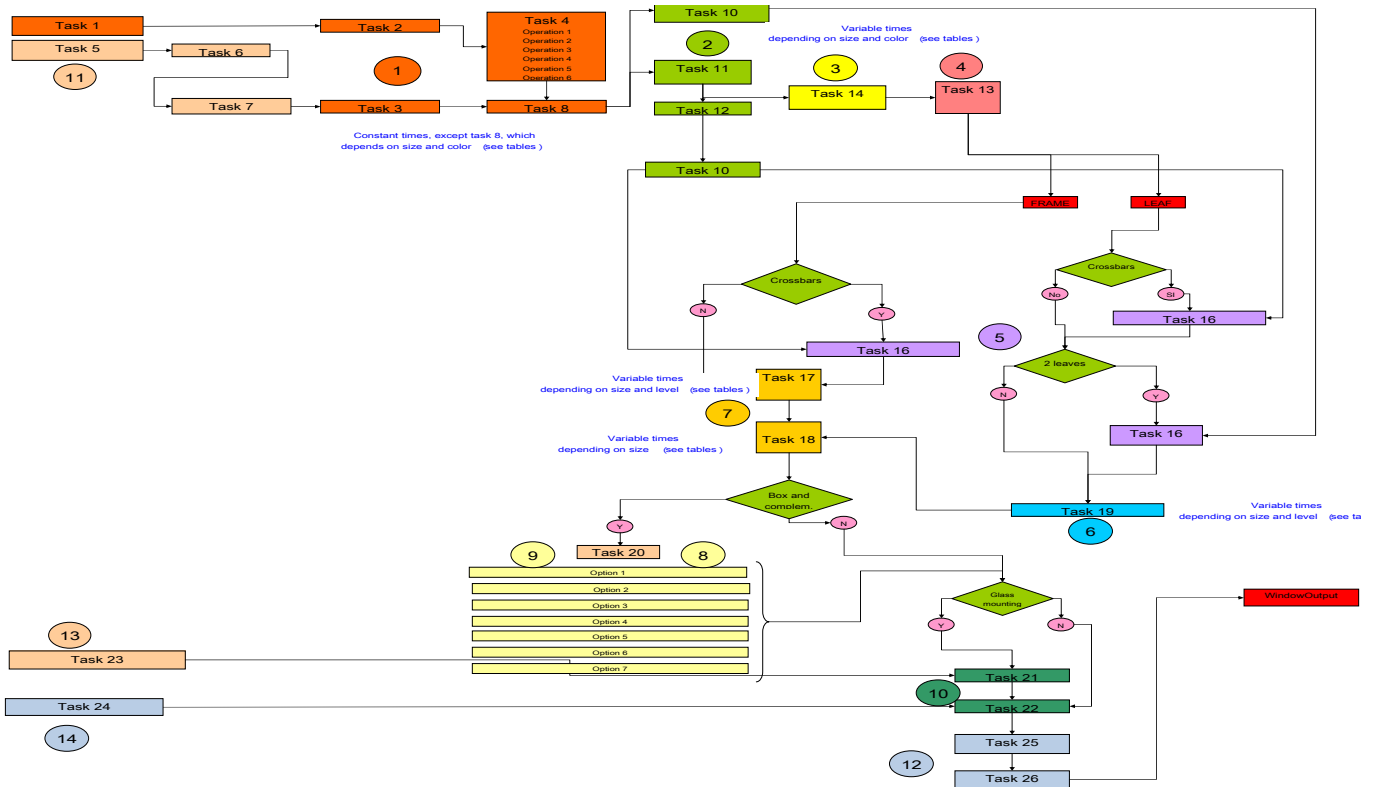 Task 1
Task 2
Task 4
Operation 1
Operation 2
Operation 3
Operation 4
Operation 5
Operation 6
Task 10
Variable times
depending on size and color (see tables )
Task 5
Task 6
11
1
2
Task 11
3
4
Task 14
Task 13
Task 7
Task 3
Task 8
Task 12
Constant times, except task 8, which
depends on size and color (see tables )
Task 10
FRAME
LEAF
Crossbars
N
Y
Crossbars
No
SI
Task 16
5
Task 16
2 leaves
N
Y
Variable times
depending on size and level (see tables )
Task 17
7
Variable times
depending on size (see tables )
Task 18
Task 16
Box and
complem.
Y
N
Task 19
6
Variable times
depending on size and level (see ta
Task 20
9
8
Option 1
Option 2
Option 3
Option 4
Option 5
Option 6
Option 7
Glass
mounting
Y
N
WindowOutput
13
Task 23
Task 21
10
Task 24
Task 22
14
Task 25
12
Task 26